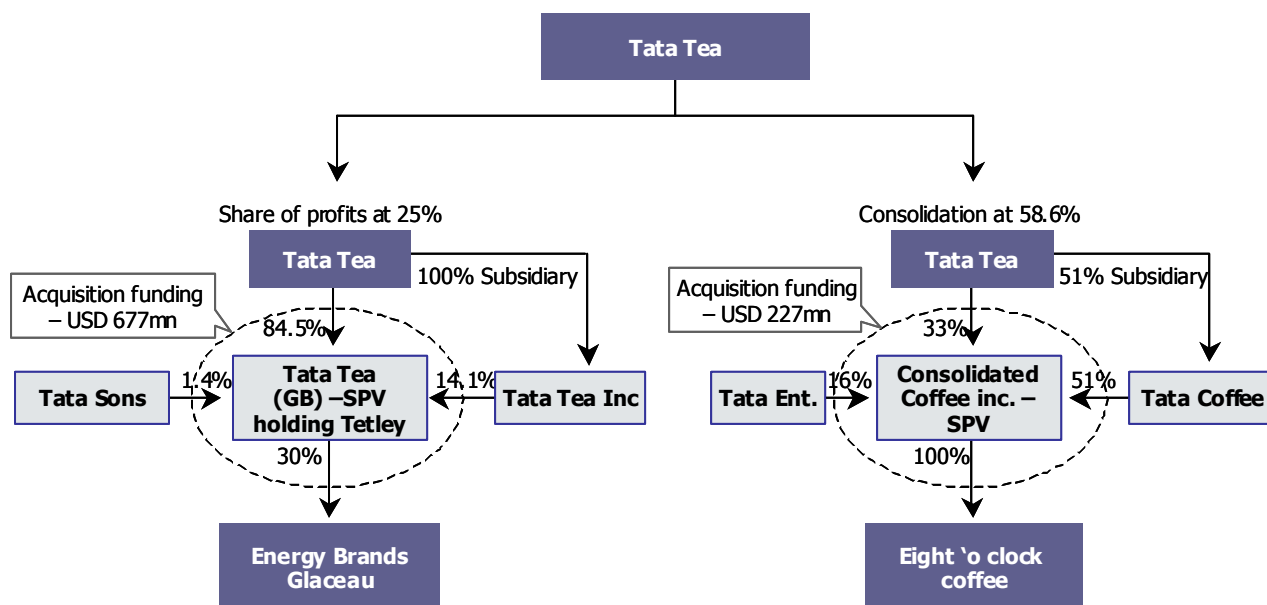 Tata Tea
Share of profits at 25%
Consolidation at 58.6%
Tata Tea
100% Subsidiary
Tata Tea
51% Subsidiary
Acquisition funding
– USD 677mn
Acquisition funding
– USD 227mn
84.5%
33%
Tata Sons
1.4%
Tata Tea
(GB) –SPV
holding Tetley
14.1%
Tata Tea Inc
Tata Ent.
16%
Consolidated
Coffee inc. –
SPV
51%
Tata Coffee
30%
100%
Energy Brands
Glaceau
Eight ‘o clock
coffee